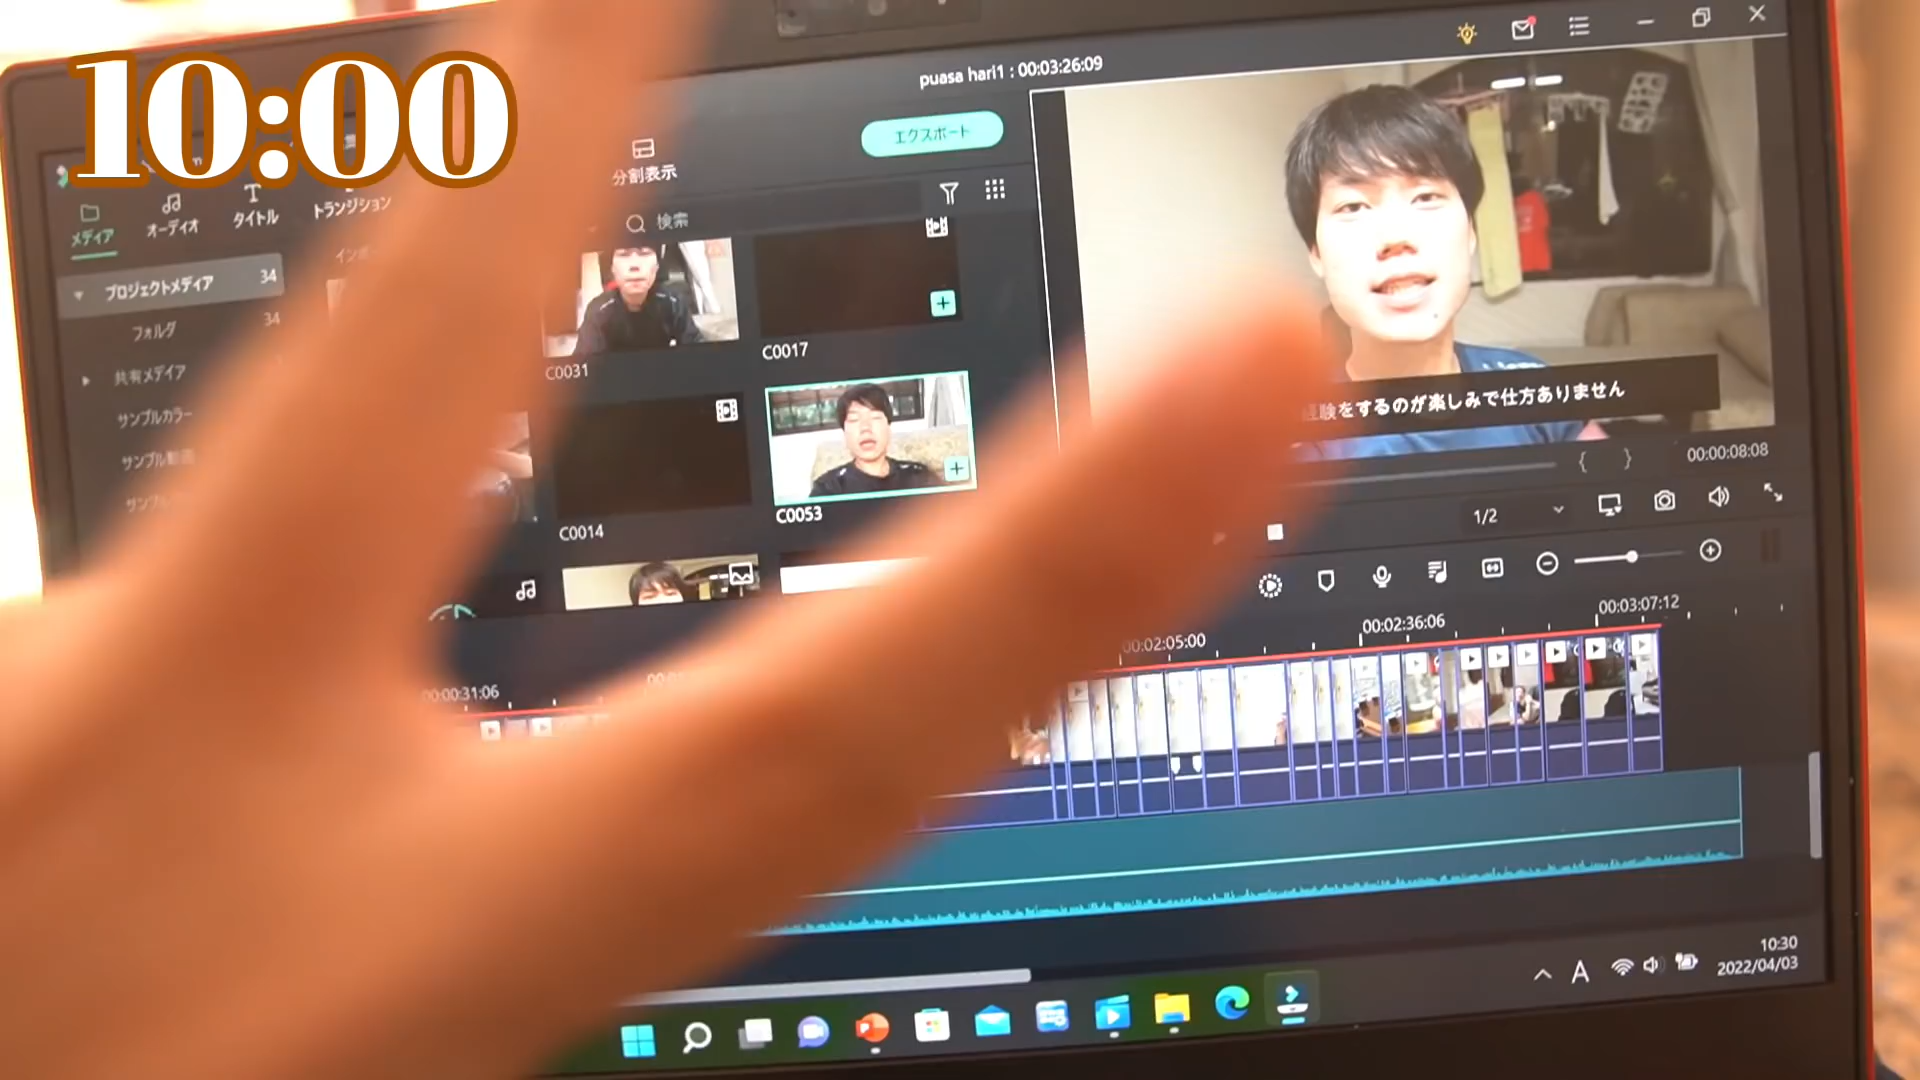 10:00
puasa hari1 : 00:03:26:09
エクスポート
分割表示
メディア
オーディオ
タイトル
トランジション
検索
プロジェクトメディア 34
フォルダ 34
共有メディア
サンプルカラー
サンプル動画
C0031
C0017
C0014
C0053
験をするのが楽しみで仕方ありません
{ } 00:00:08:08
1/2
00:00:31:06
00:02:05:00
00:02:36:06
00:03:07:12
A
10:30
2022/04/03